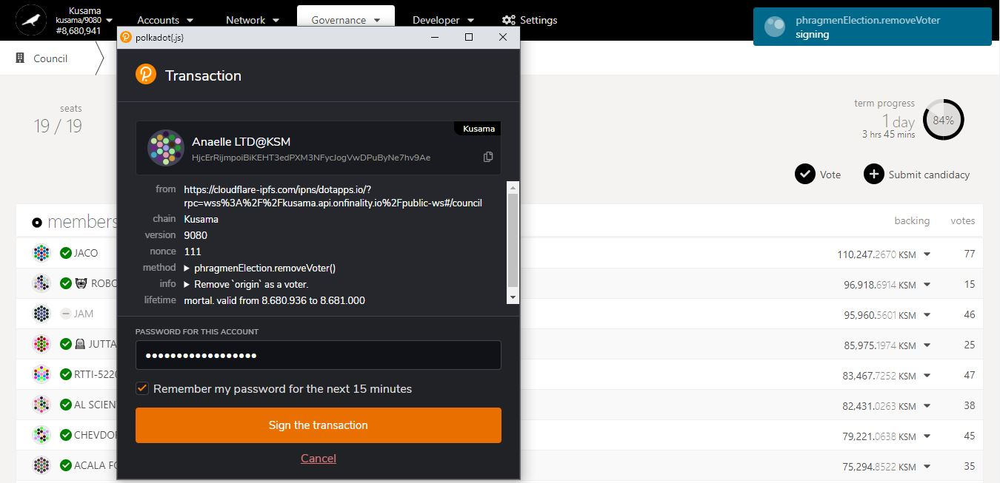 Kusama
kusama/9080
#8,680,941
Accounts
Network
Governance
Developer
Settings
phragmenElection.removeVoter
signing
polkadot{.js}
Council
Transaction
seats
19 / 19
term progress
1 day
3 hrs 45 mins
84%
Kusama
Anaelle LTD@KSM
HjcErRijmpoiBiKEHT3edPXM3NFycJogVwDPuByNe7hv9Ae
Vote
Submit candidacy
from https://cloudflare-ipfs.com/ipns/dotapps.io/?
rpc=wss%3A%2F%2Fkusama.api.onfinality.io%2Fpublic-ws#/council
chain Kusama
version 9080
nonce 111
method phragmenElection.removeVoter()
info Remove `origin` as a voter.
lifetime mortal. valid from 8.680.936 to 8.681.000
PASSWORD FOR THIS ACCOUNT
Remember my password for the next 15 minutes
Sign the transaction
Cancel
members
backing votes
JACO 110,247.2670 KSM 77
ROBO 96,918.6914 KSM 15
JAM 95,960.5601 KSM 46
JUTTA 85,975.1974 KSM 25
RTTI-5220 83,467.7252 KSM 47
AL SCIEN 82,431.0263 KSM 38
CHEVDO 79,221.0638 KSM 45
ACALA FO 75,294.8522 KSM 35